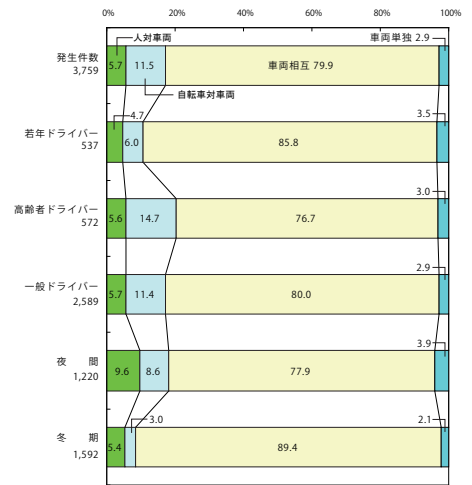 0% 20% 40% 60% 80% 100%
人対車両
車両単独 2.9
発生件数
3,759
5.7 11.5 車両相互 79.9
自転車対車両
4.7
3.5
若年ドライバー
537
6.0 85.8
3.0
高齢者ドライバー
572
5.6 14.7 76.7
2.9
一般ドライバー
2,589
5.7 11.4 80.0
3.9
夜 間
1,220
9.6 8.6 77.9
3.0
2.1
冬 期
1,592
5.4 89.4